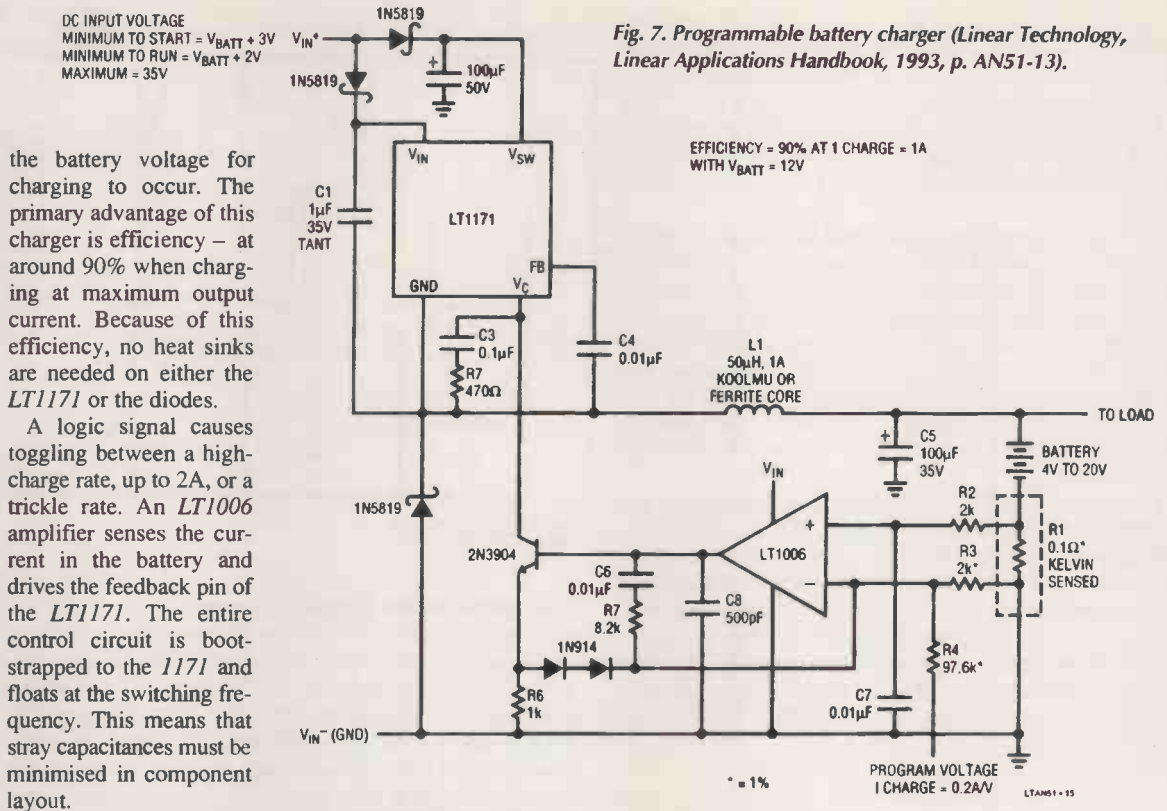 DC INPUT VOLTAGE
MINIMUM TO START = VBATT + 3V
MINIMUM TO RUN = VBATT + 2V
MAXIMUM = 35V
Fig. 7. Programmable battery charger (Linear Technology,
Linear Applications Handbook, 1993, p. AN51-13).
EFFICIENCY = 90% AT 1 CHARGE = 1A
WITH VBATT = 12V
the battery voltage for
charging to occur. The
primary advantage of this
charger is efficiency – at
around 90% when charg-
ing at maximum output
current. Because of this
efficiency, no heat sinks
are needed on either the
LT1171 or the diodes.
A logic signal causes
toggling between a high-
charge rate, up to 2A, or a
trickle rate. An LT1006
amplifier senses the cur-
rent in the battery and
drives the feedback pin of
the LT1171. The entire
control circuit is boot-
strapped to the 1171 and
floats at the switching fre-
quency. This means that
stray capacitances must be
minimised in component
layout.
VIN+
1N5819
+
100µF
50V
1N5819
VIN
VSW
LT1171
FB
GND
VC
C1
1µF
35V
TANT
C3
0.1µF
R7
470Ω
C4
0.01µF
L1
50µH, 1A
KOOLMU OR
FERRITE CORE
TO LOAD
+
C5
100µF
35V
BATTERY
4V TO 20V
1N5819
2N3904
VIN
+
LT1006
–
R2
2k
R3
2k*
R1
0.1Ω*
KELVIN
SENSED
C6
0.01µF
R7
8.2k
C8
500pF
1N914
R4
97.6k*
C7
0.01µF
R6
1k
VIN– (GND)
* = 1%
PROGRAM VOLTAGE
I CHARGE = 0.2A/V
LTAN51 • 15